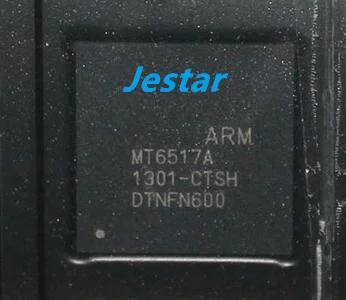 Jestar
ARM
MT6517A
1301-CTSH
DTNFN600